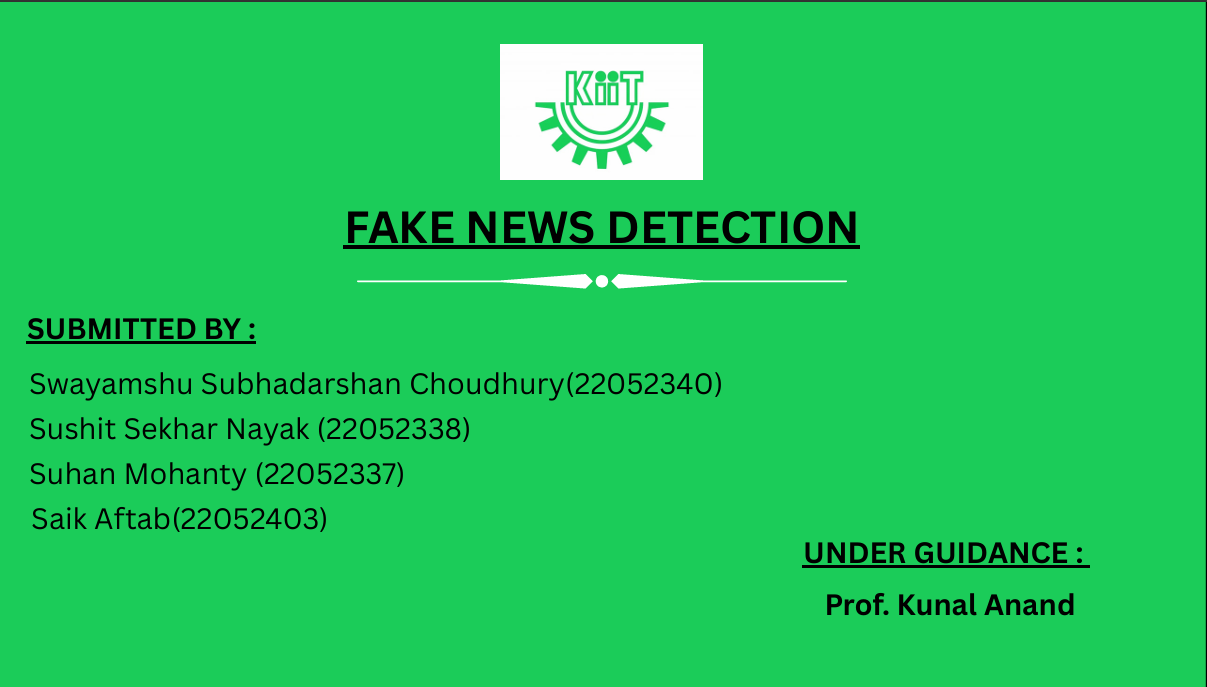 KiiT
FAKE NEWS DETECTION
SUBMITTED BY :
Swayamshu Subhadarshan Choudhury(22052340)
Sushit Sekhar Nayak (22052338)
Suhan Mohanty (22052337)
Saik Aftab(22052403)
UNDER GUIDANCE :
Prof. Kunal Anand